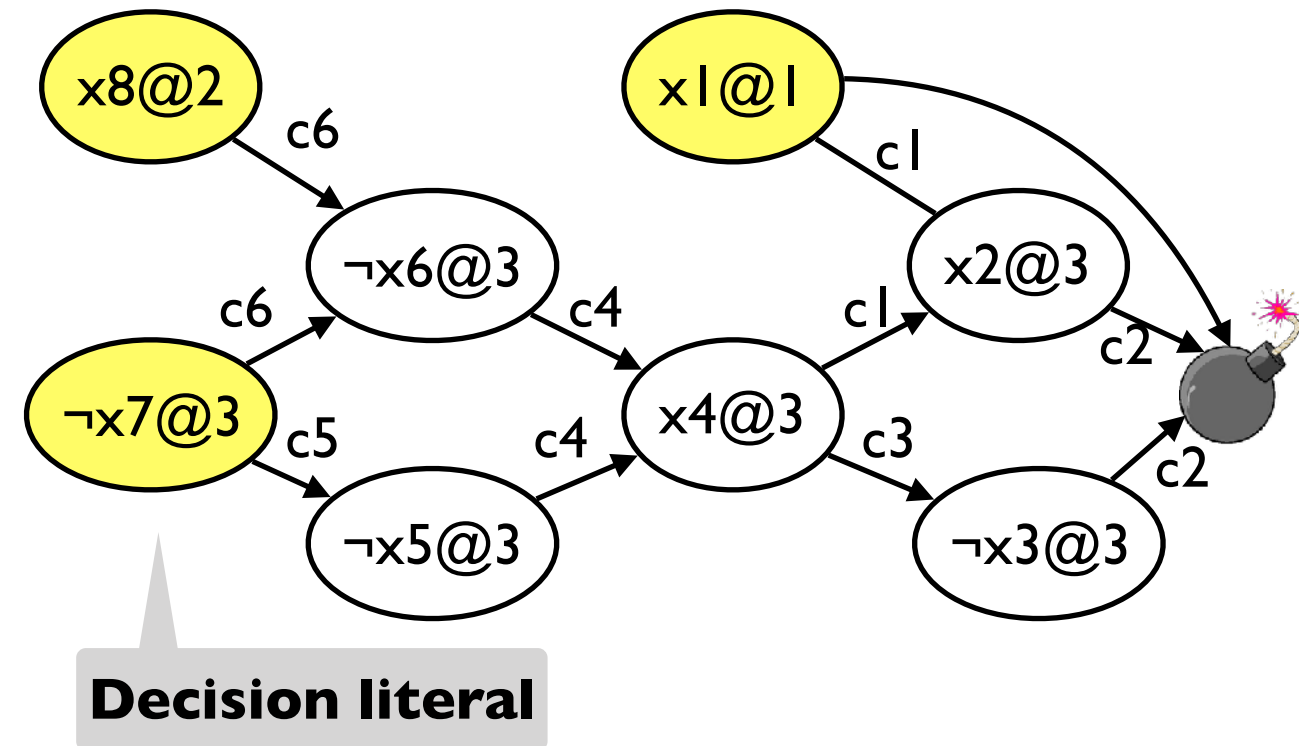 x8@2
x1@1
c6
c1
¬x6@3
x2@3
c6
c4
c1
c2
¬x7@3
x4@3
c5
c4
c3
c2
¬x5@3
¬x3@3
Decision literal